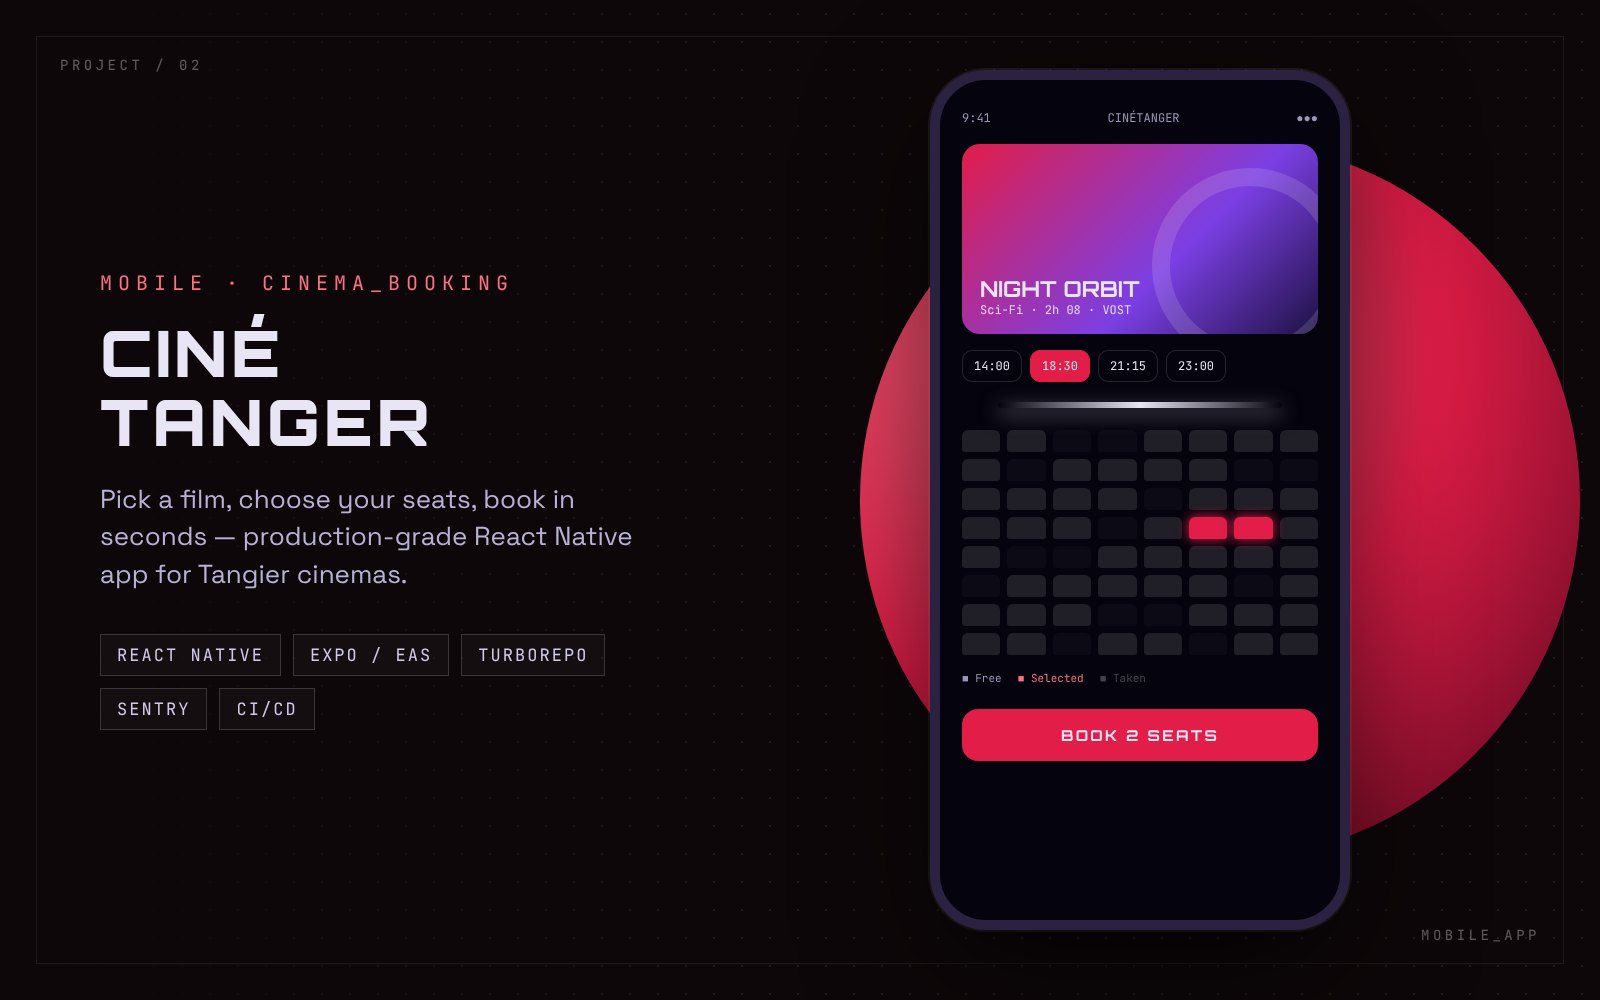 PROJECT / 02
MOBILE · CINEMA_BOOKING
CINÉ
TANGER
Pick a film, choose your seats, book in
seconds — production-grade React Native
app for Tangier cinemas.
REACT NATIVE
EXPO / EAS
TURBOREPO
SENTRY
CI/CD
9:41
CINÉTANGER
NIGHT ORBIT
Sci-Fi · 2h 08 · VOST
14:00
18:30
21:15
23:00
Free
Selected
Taken
BOOK 2 SEATS
MOBILE_APP